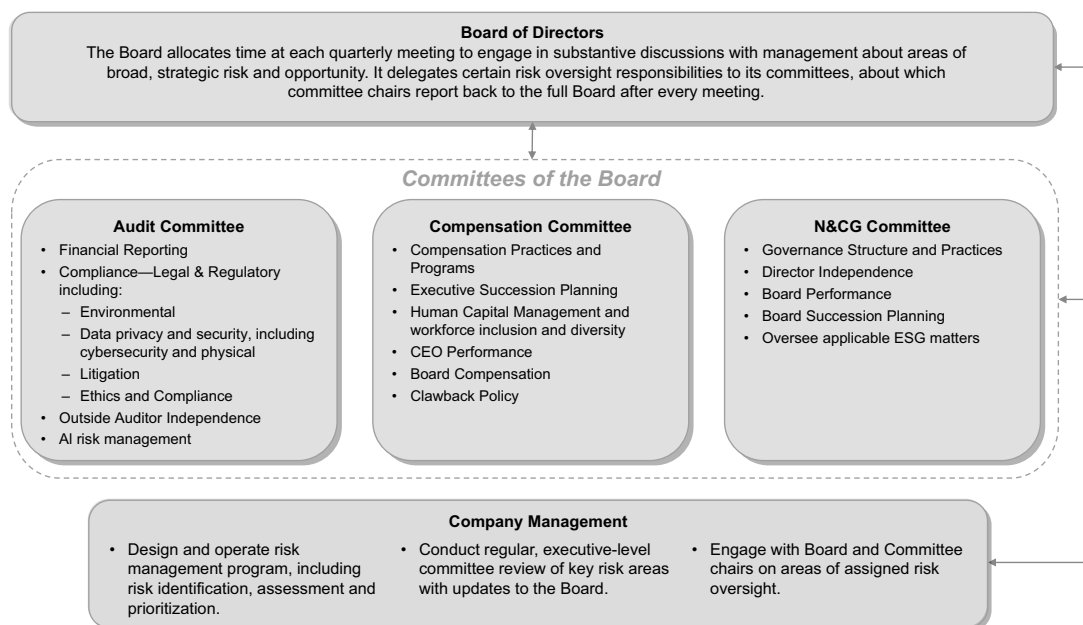 Board of Directors
The Board allocates time at each quarterly meeting to engage in substantive discussions with management about areas of
broad, strategic risk and opportunity. It delegates certain risk oversight responsibilities to its committees, about which
committee chairs report back to the full Board after every meeting.
Committees of the Board
Audit Committee
• Financial Reporting
• Compliance—Legal & Regulatory
including:
– Environmental
– Data privacy and security, including
cybersecurity and physical
– Litigation
– Ethics and Compliance
• Outside Auditor Independence
• AI risk management
Compensation Committee
• Compensation Practices and
Programs
• Executive Succession Planning
• Human Capital Management and
workforce inclusion and diversity
• CEO Performance
• Board Compensation
• Clawback Policy
N&CG Committee
• Governance Structure and Practices
• Director Independence
• Board Performance
• Board Succession Planning
• Oversee applicable ESG matters
Company Management
• Design and operate risk
management program, including
risk identification, assessment and
prioritization.
• Conduct regular, executive-level
committee review of key risk areas
with updates to the Board.
• Engage with Board and Committee
chairs on areas of assigned risk
oversight.